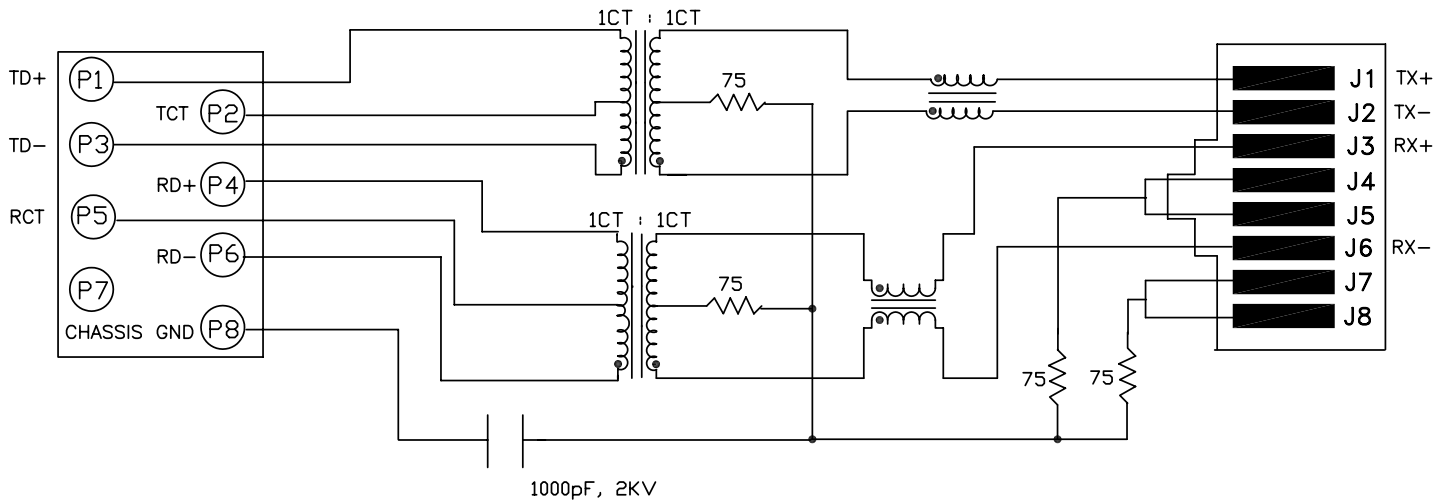 1CT : 1CT
TD+ P1
TCT P2
TD- P3
RD+ P4
RCT P5
RD- P6
P7
CHASSIS GND P8
75
1CT : 1CT
75
1000pF, 2KV
75
75
J1 TX+
J2 TX-
J3 RX+
J4
J5
J6 RX-
J7
J8